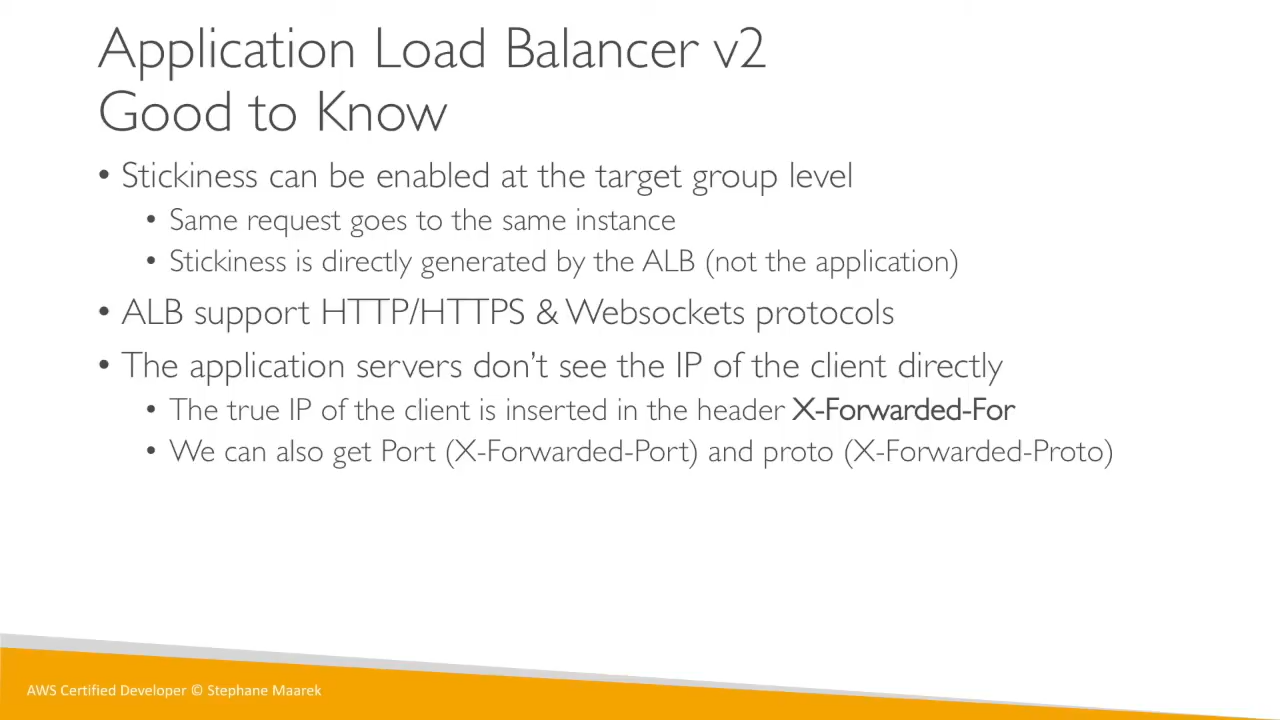 Application Load Balancer v2
Good to Know
• Stickiness can be enabled at the target group level
• Same request goes to the same instance
• Stickiness is directly generated by the ALB (not the application)
• ALB support HTTP/HTTPS & Websockets protocols
• The application servers don't see the IP of the client directly
• The true IP of the client is inserted in the header X-Forwarded-For
• We can also get Port (X-Forwarded-Port) and proto (X-Forwarded-Proto)
AWS Certified Developer © Stephane Maarek